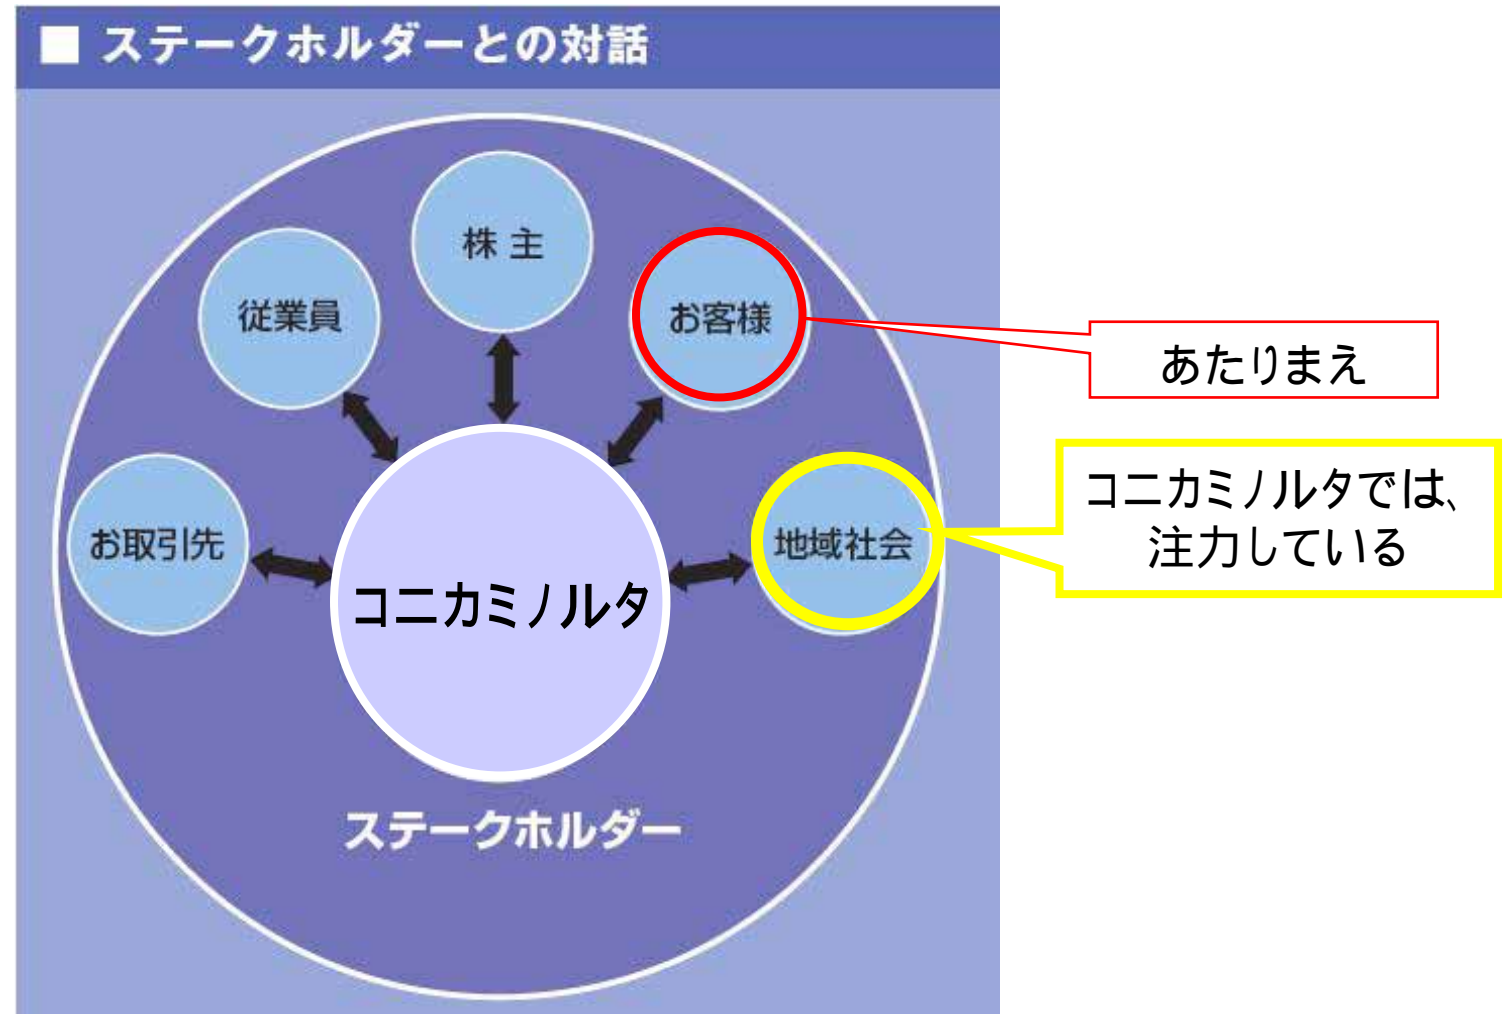 ■ ステークホルダーとの対話
株 主
従業員
お客様
あたりまえ
お取引先
地域社会
コニカミノルタでは、
注力している
コニカミノルタ
ステークホルダー